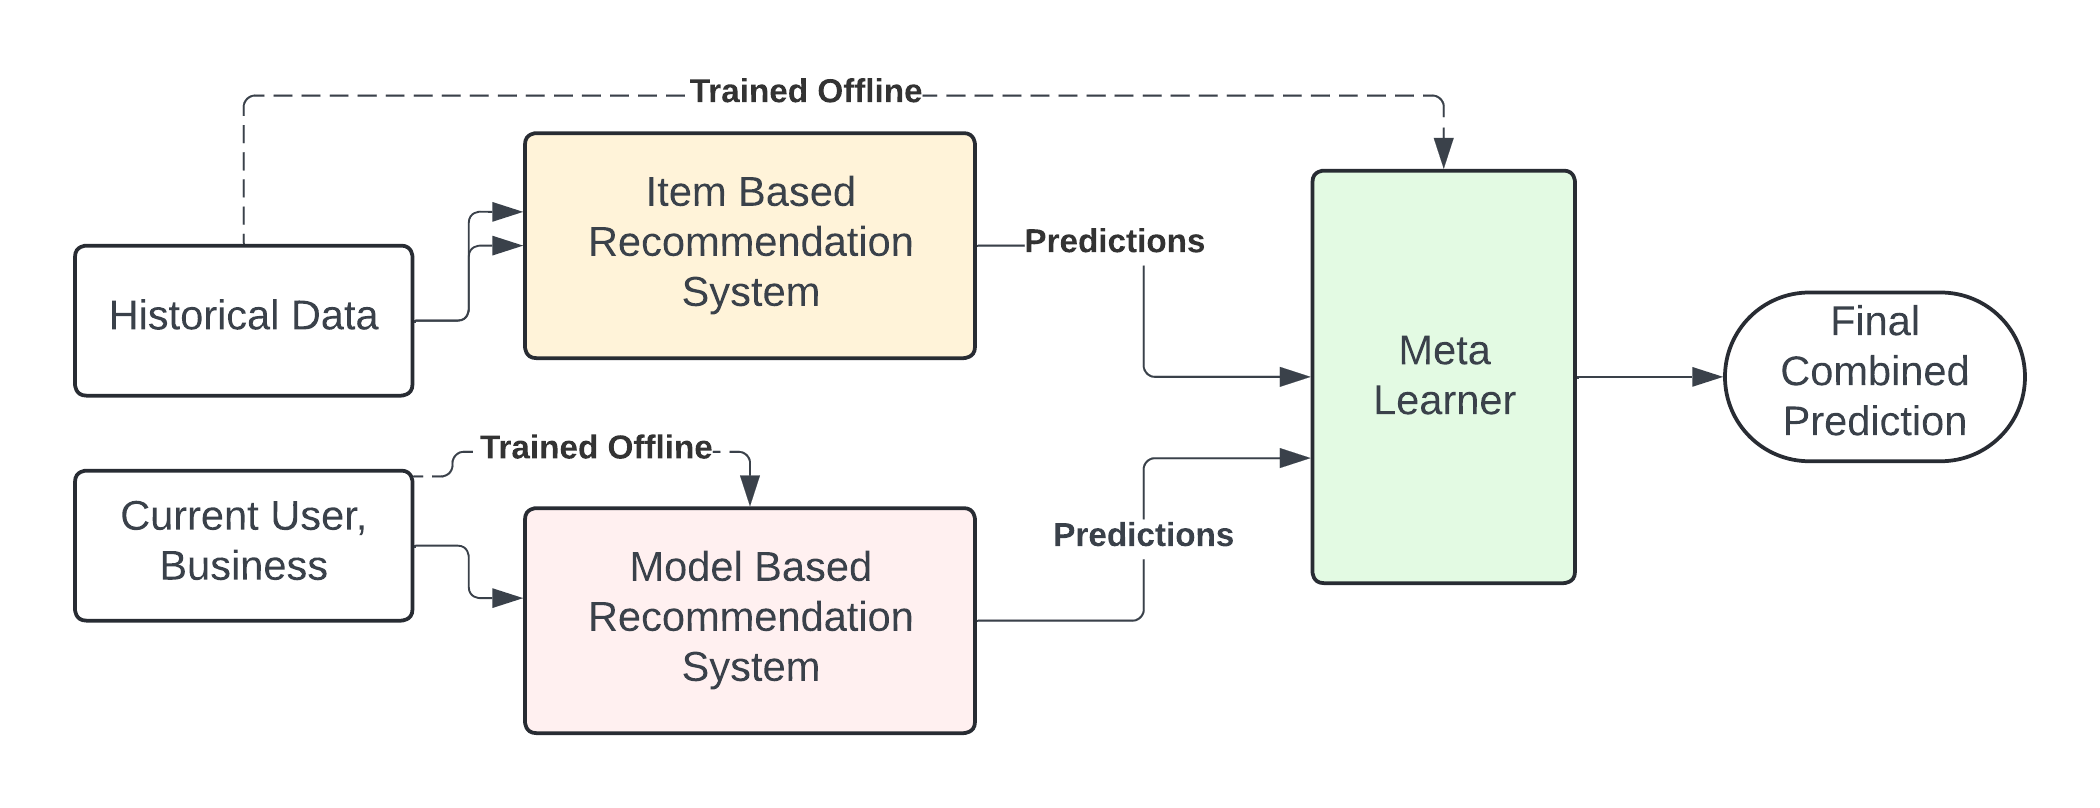 Trained Offline
Item Based
Recommendation
System
Historical Data
Predictions
Meta
Learner
Final
Combined
Prediction
Trained Offline
Current User,
Business
Model Based
Recommendation
System
Predictions